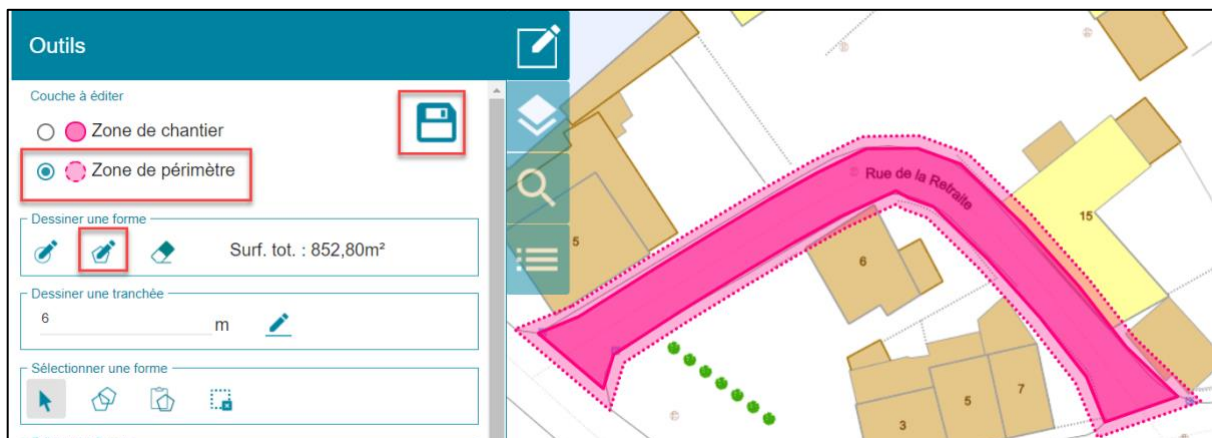 Outils
Couche à éditer
Zone de chantier
Zone de périmètre
Dessiner une forme
Surf. tot. : 852,80m²
Dessiner une tranchée
6 m
Sélectionner une forme
Rue de la Retraite
5
6
15
3
5
7